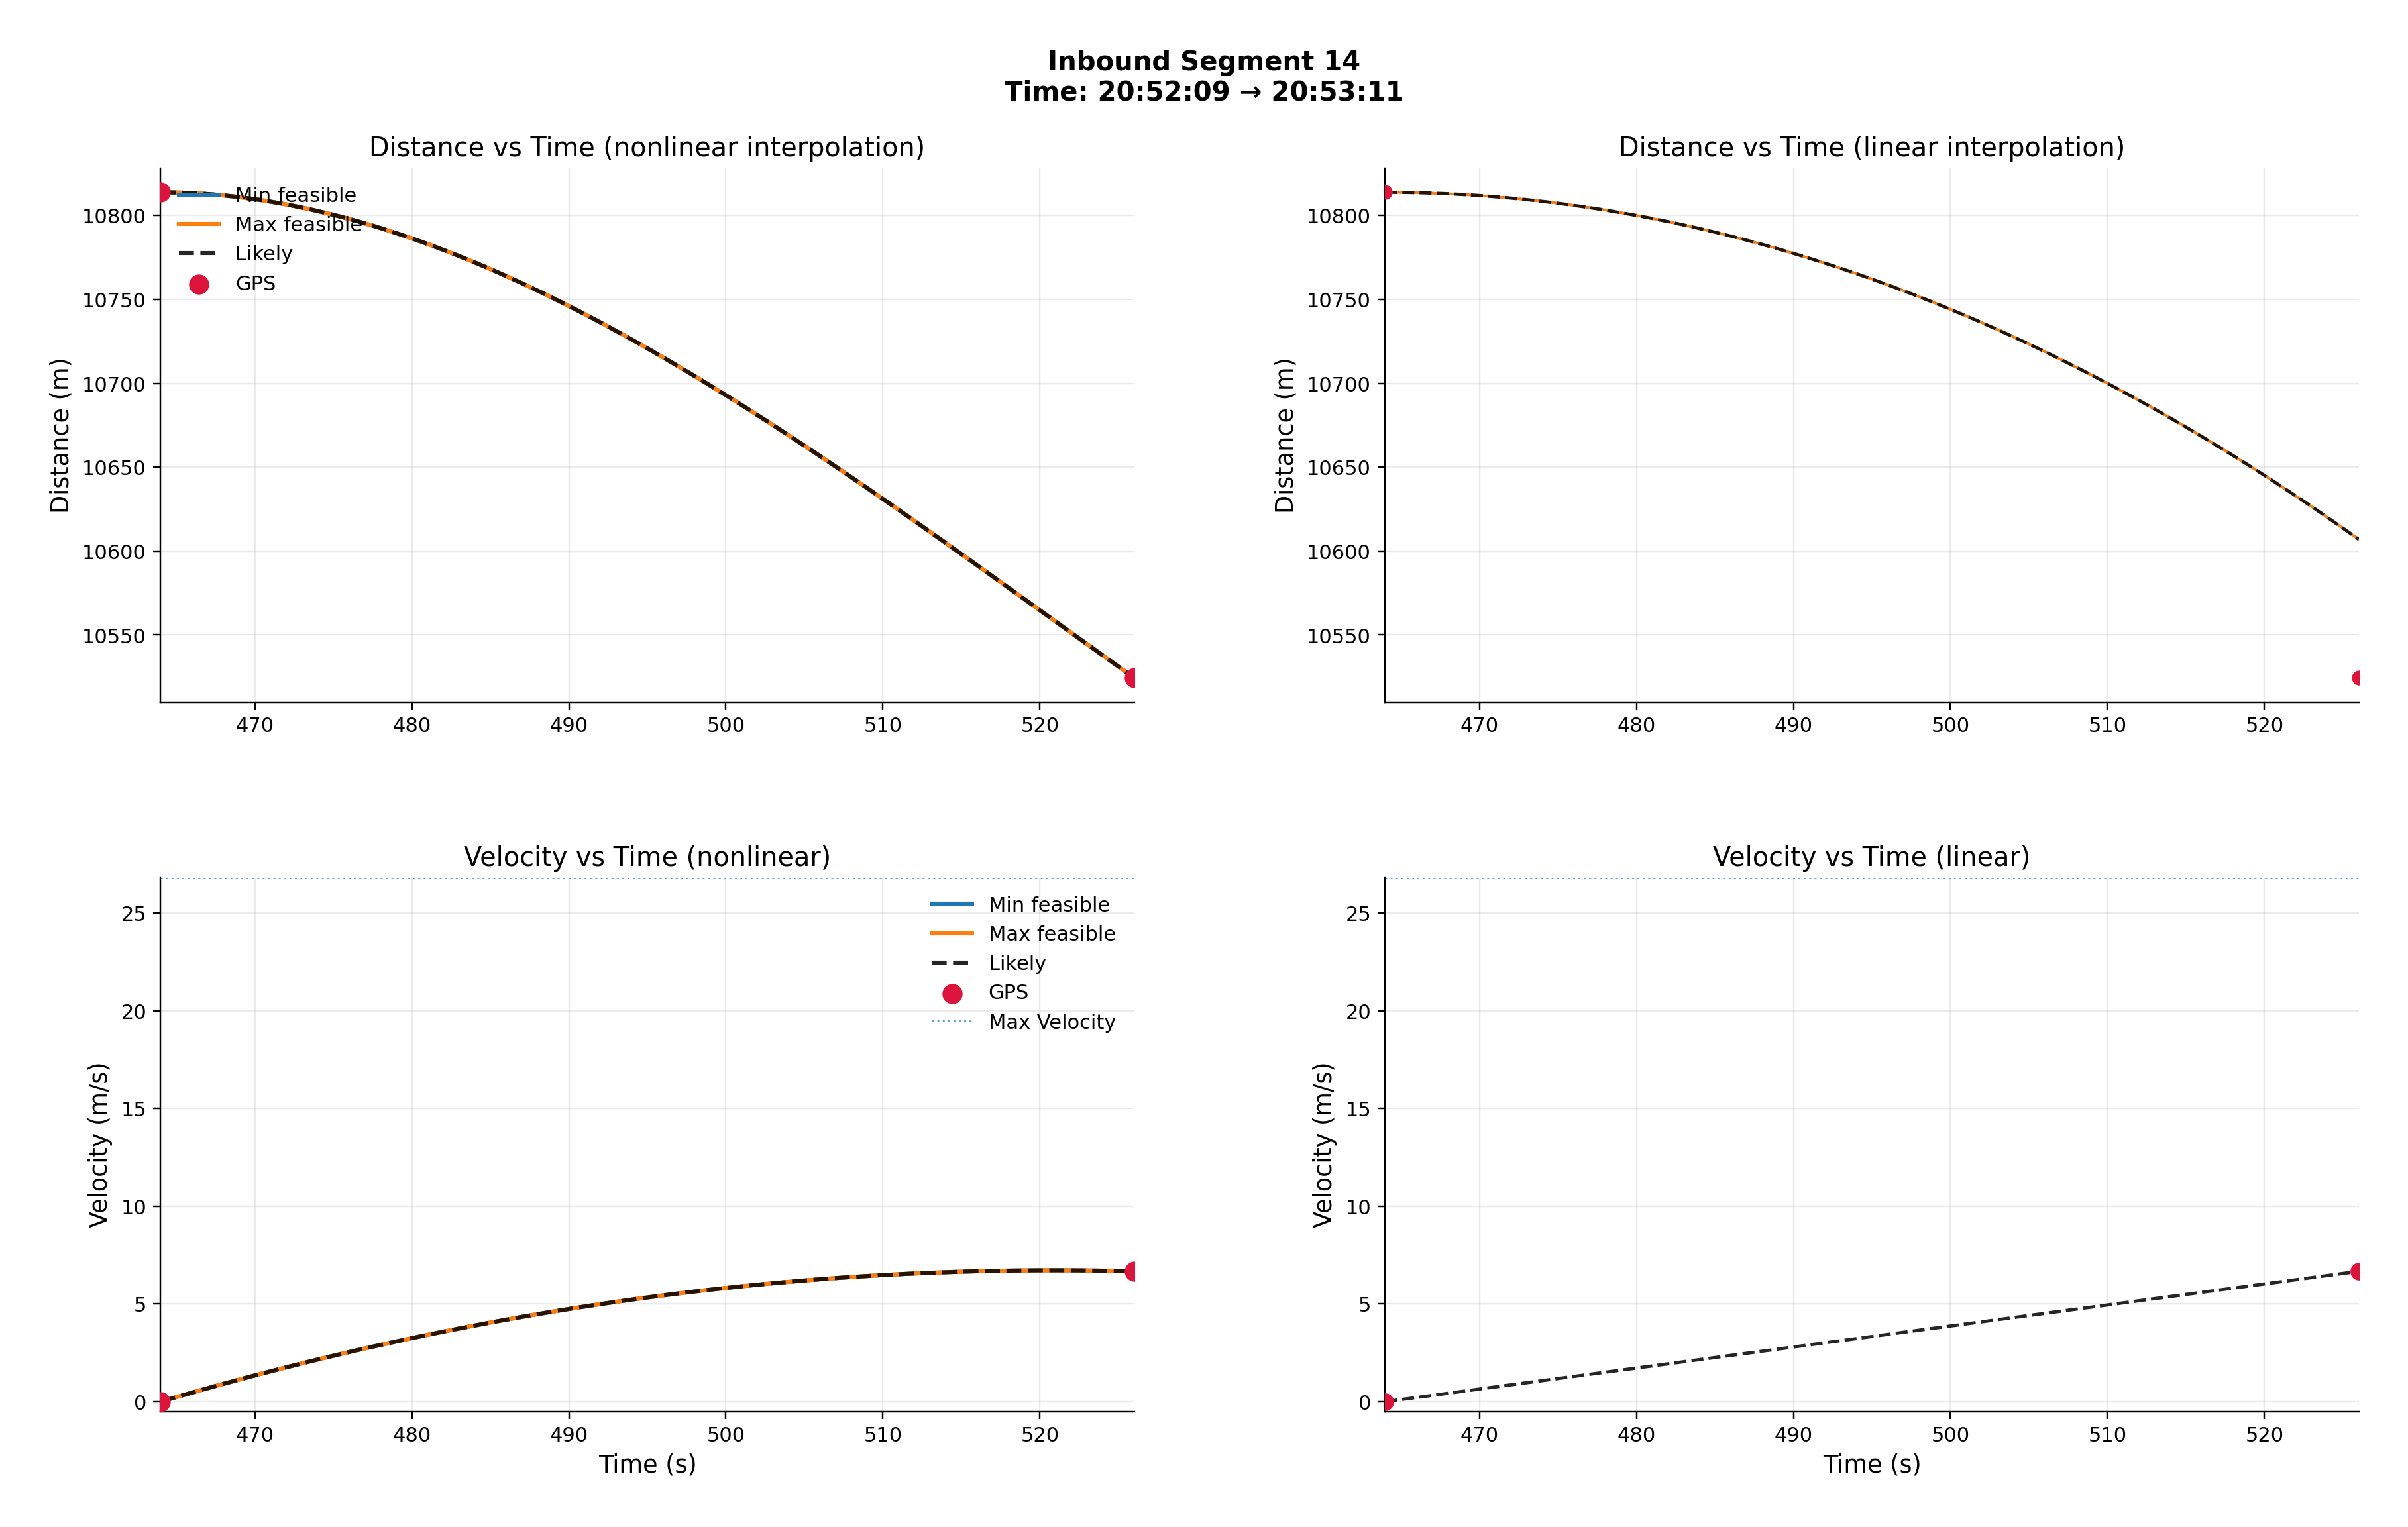 Inbound Segment 14
Time: 20:52:09 → 20:53:11
Distance vs Time (nonlinear interpolation)
Distance (m)
10800
10750
10700
10650
10600
10550
Min feasible
Max feasible
Likely
GPS
470 480 490 500 510 520
Distance vs Time (linear interpolation)
Distance (m)
10800
10750
10700
10650
10600
10550
470 480 490 500 510 520
Velocity vs Time (nonlinear)
Velocity (m/s)
25
20
15
10
5
0
Min feasible
Max feasible
Likely
GPS
Max Velocity
470 480 490 500 510 520
Time (s)
Velocity vs Time (linear)
Velocity (m/s)
25
20
15
10
5
0
470 480 490 500 510 520
Time (s)